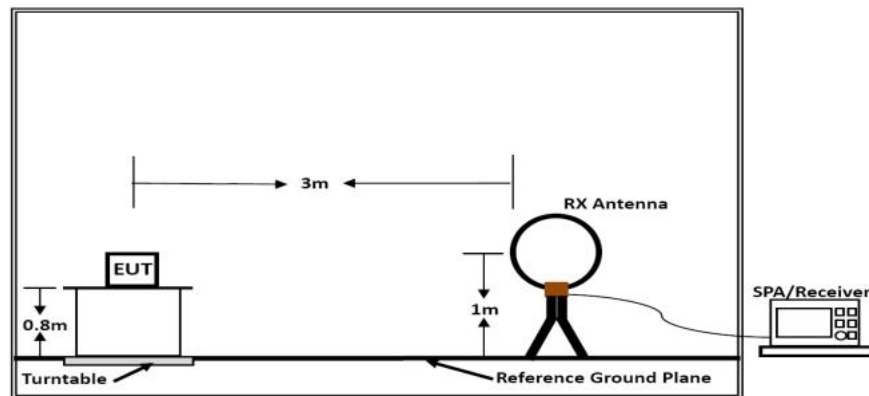 3m
RX Antenna
EUT
SPA/Receiver
0.8m
1m
Turntable
Reference Ground Plane